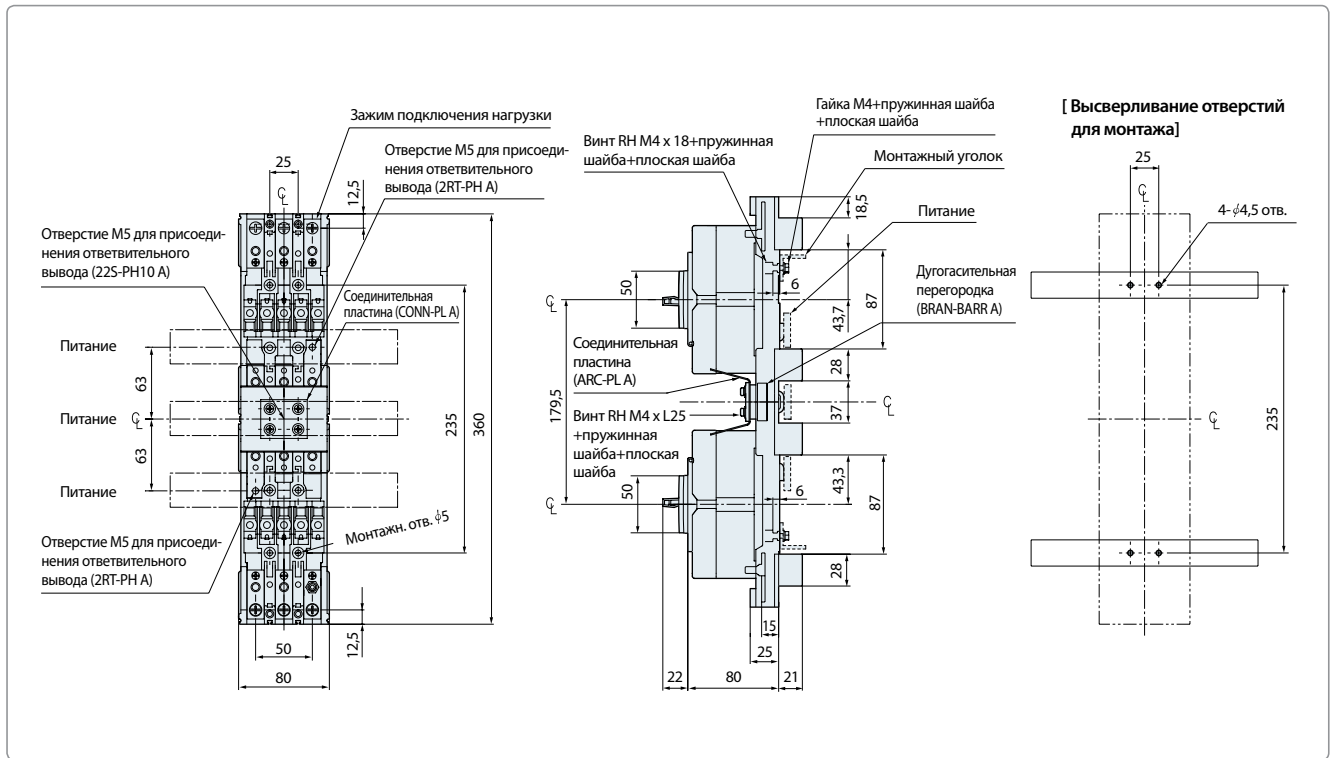 Зажим подключения нагрузки
Отверстие M5 для присоеди-
нения ответвительного
вывода (2RT-PH A)
25
℄
12,5
Отверстие M5 для присоеди-
нения ответвительного
вывода (22S-PH10 A)
Соединительная
пластина (CONN-PL A)
Питание
63
Питание
℄
63
Питание
235
360
Отверстие M5 для присоеди-
нения ответвительного
вывода (2RT-PH A)
Монтажн. отв. ϕ5
12,5
50
80
Гайка M4+пружинная шайба
+плоская шайба
Винт RH M4 x 18+пружинная
шайба+плоская шайба
Монтажный уголок
18,5
Питание
Дугогасительная
перегородка
(BRAN-BARR A)
50
℄
6
43,7
87
Соединительная
пластина
(ARC-PL A)
28
179,5
37
℄
Винт RH M4 x L25
+пружинная
шайба+плоская
шайба
50
℄
6
43,3
87
28
15
25
22
80
21
[ Высверливание отверстий
для монтажа]
25
℄
4-ϕ4,5 отв.
℄
235